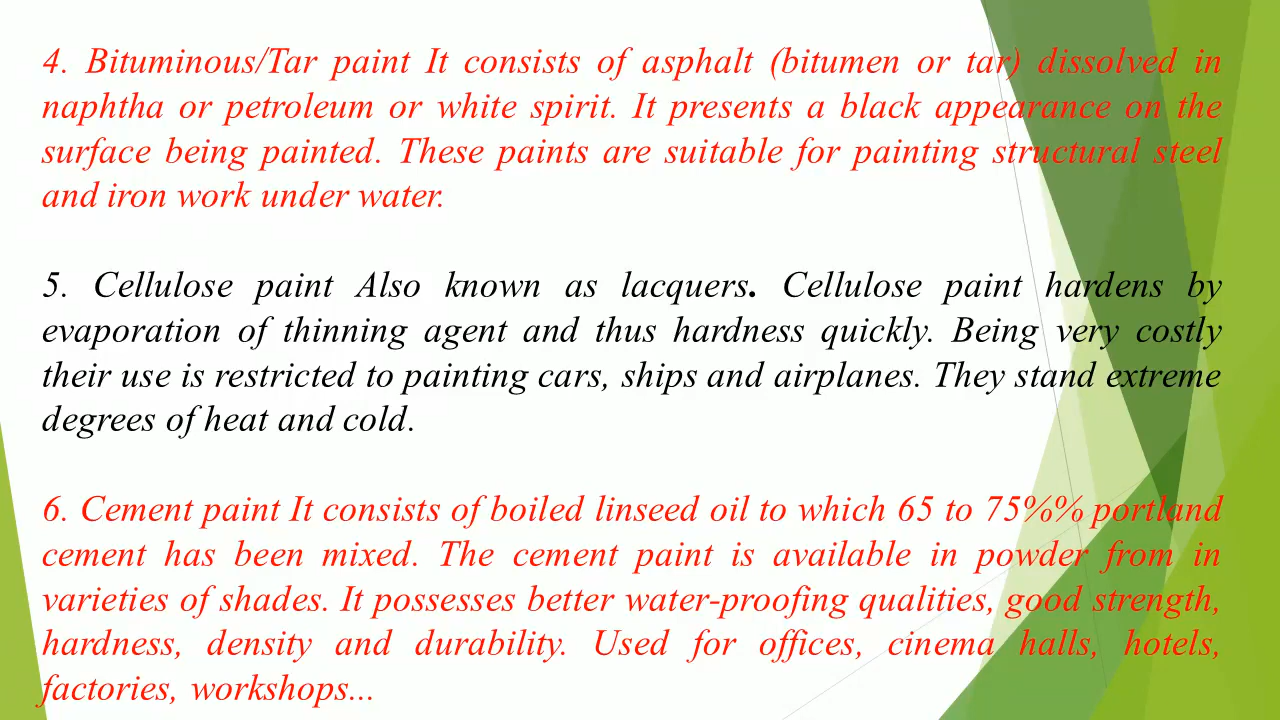 4. Bituminous/Tar paint It consists of asphalt (bitumen or tar) dissolved in
naphtha or petroleum or white spirit. It presents a black appearance on the
surface being painted. These paints are suitable for painting structural steel
and iron work under water.
5. Cellulose paint Also known as lacquers. Cellulose paint hardens by
evaporation of thinning agent and thus hardness quickly. Being very costly
their use is restricted to painting cars, ships and airplanes. They stand extreme
degrees of heat and cold.
6. Cement paint It consists of boiled linseed oil to which 65 to 75%% portland
cement has been mixed. The cement paint is available in powder from in
varieties of shades. It possesses better water-proofing qualities, good strength,
hardness, density and durability. Used for offices, cinema halls, hotels,
factories, workshops...